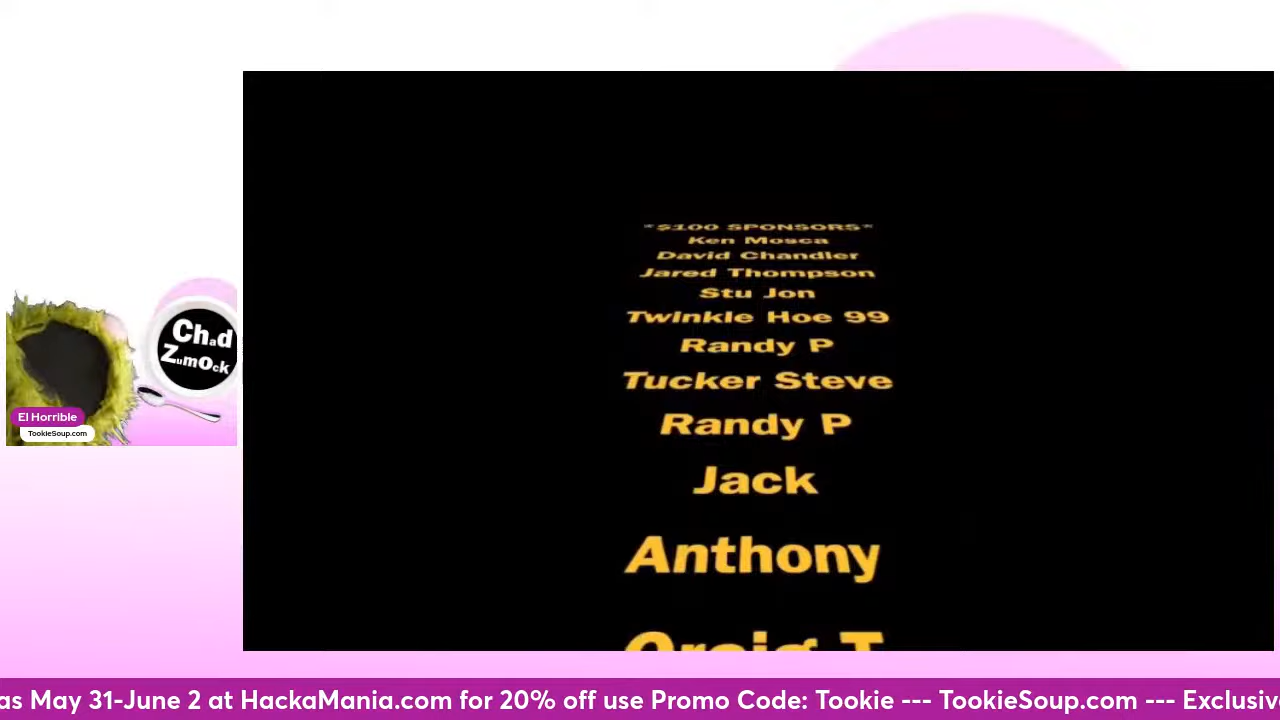 *$100 SPONSORS*
Ken Mosca
David Chandler
Jared Thompson
Stu Jon
Twinkle Hoe 99
Randy P
Tucker Steve
Randy P
Jack
Anthony
Craig T
Chad
Zumock
El Horrible
TookieSoup.com
as May 31-June 2 at HackaMania.com for 20% off use Promo Code: Tookie --- TookieSoup.com --- Exclusiv